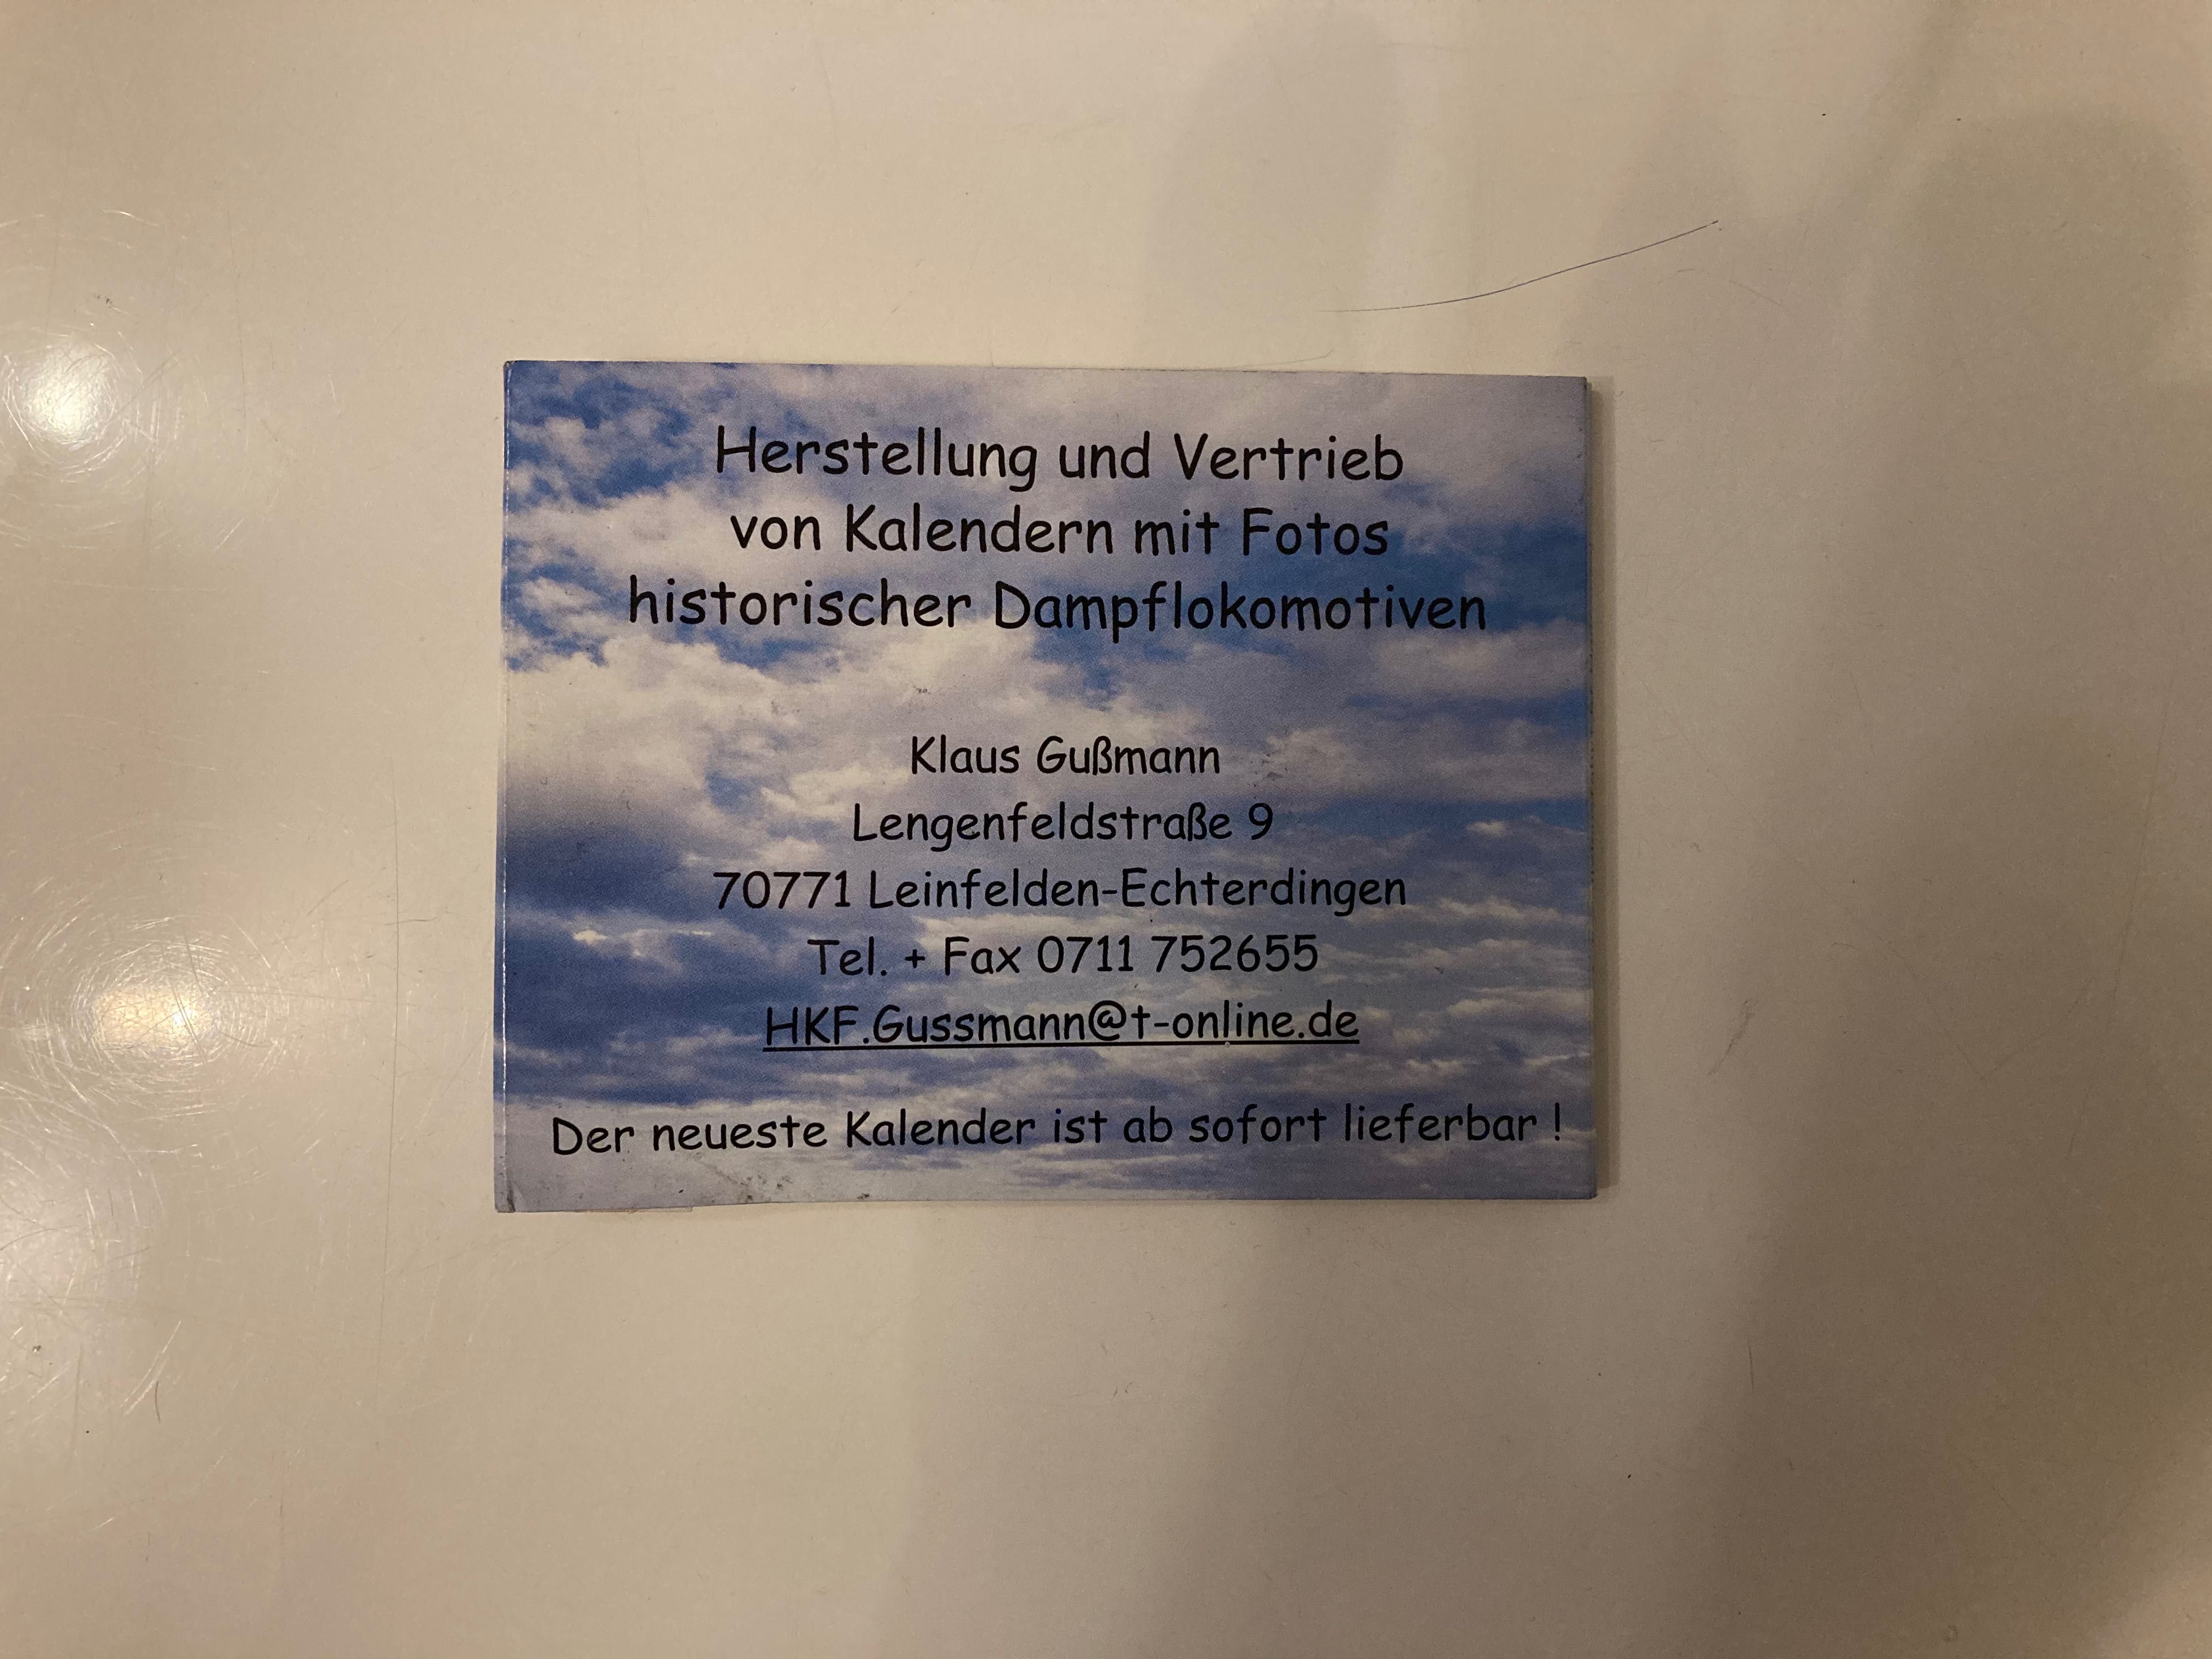 Herstellung und Vertrieb
von Kalendern mit Fotos
historischer Dampflokomotiven
Klaus Gußmann
Lengenfeldstraße 9
70771 Leinfelden-Echterdingen
Tel. + Fax 0711 752655
HKF.Gussmann@t-online.de
Der neueste Kalender ist ab sofort lieferbar !